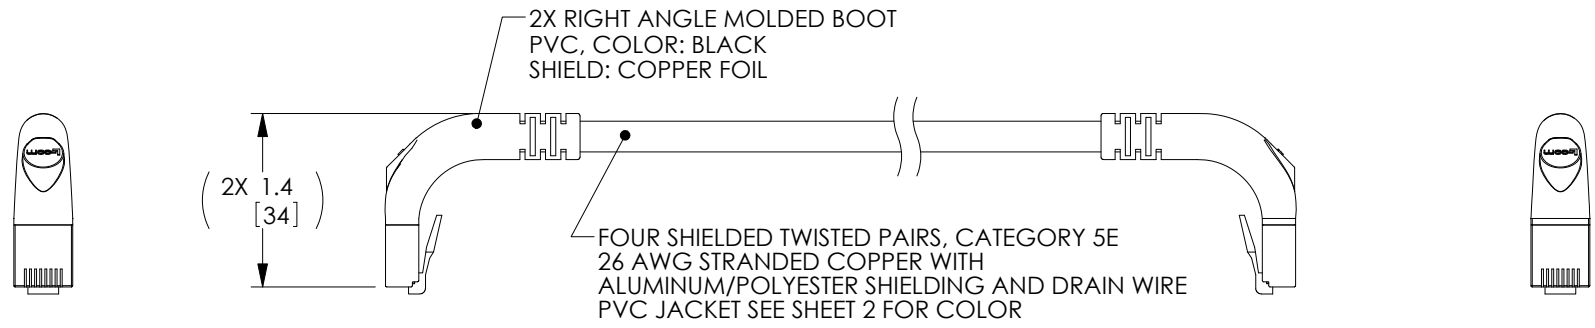 2X RIGHT ANGLE MOLDED BOOT
PVC, COLOR: BLACK
SHIELD: COPPER FOIL
( 2X 1.4 )
[34]
FOUR SHIELDED TWISTED PAIRS, CATEGORY 5E
26 AWG STRANDED COPPER WITH
ALUMINUM/POLYESTER SHIELDING AND DRAIN WIRE
PVC JACKET SEE SHEET 2 FOR COLOR